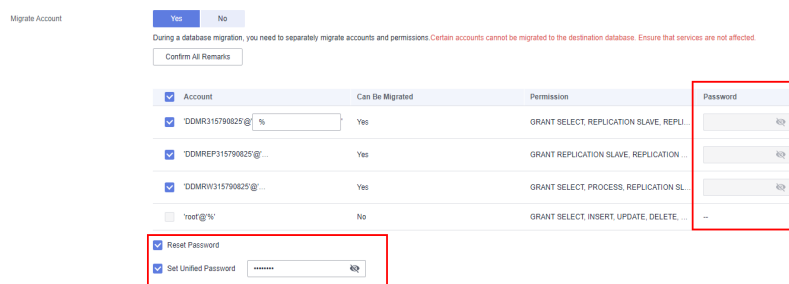 Migrate Account
Yes No
During a database migration, you need to separately migrate accounts and permissions.Certain accounts cannot be migrated to the destination database. Ensure that services are not affected.
Confirm All Remarks
Account Can Be Migrated Permission Password
'DDMR315790825'@' % ' Yes GRANT SELECT, REPLICATION SLAVE, REPLI...
'DDMREP315790825'@'... Yes GRANT REPLICATION SLAVE, REPLICATION ...
'DDMRW315790825'@'... Yes GRANT SELECT, PROCESS, REPLICATION SL...
'root'@'%' No GRANT SELECT, INSERT, UPDATE, DELETE, ... --
Reset Password
Set Unified Password ••••••••